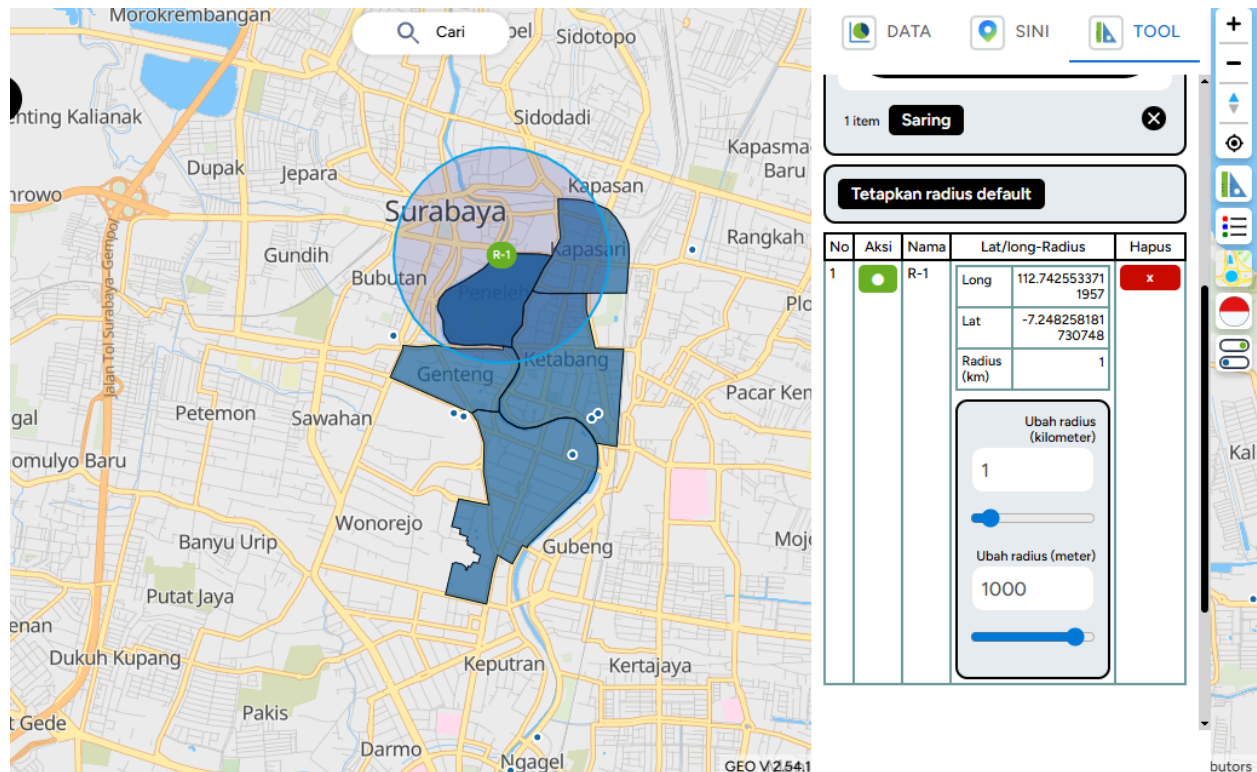 Morokrembangan
Cari
pel
Sidotopo
enting Kalianak
Sidodadi
Kapasma
Baru
Dupak
Jepara
Kapasan
nrowo
Surabaya
Rangkah
Jalan Tol Surabaya-Gempol
Gundih
R-1
Kapasari
Bubutan
Peneleh
Plo
Ketabang
Genteng
Pacar Ken
gal
Petemon
Sawahan
omulyo Baru
Wonorejo
Banyu Urip
Gubeng
Mojo
Putat Jaya
enan
Dukuh Kupang
Keputran
Kertajaya
t Gede
Pakis
Darmo
Ngagel
GEO V 2.54.1
DATA
SINI
TOOL
1 item
Saring
Tetapkan radius default
No Aksi Nama Lat/long-Radius Hapus
1 R-1
Long 112.742553371
1957
x
Lat -7.248258181
730748
Radius
(km) 1
Ubah radius
(kilometer)
1
Ubah radius (meter)
1000
+
−
Kal
butors